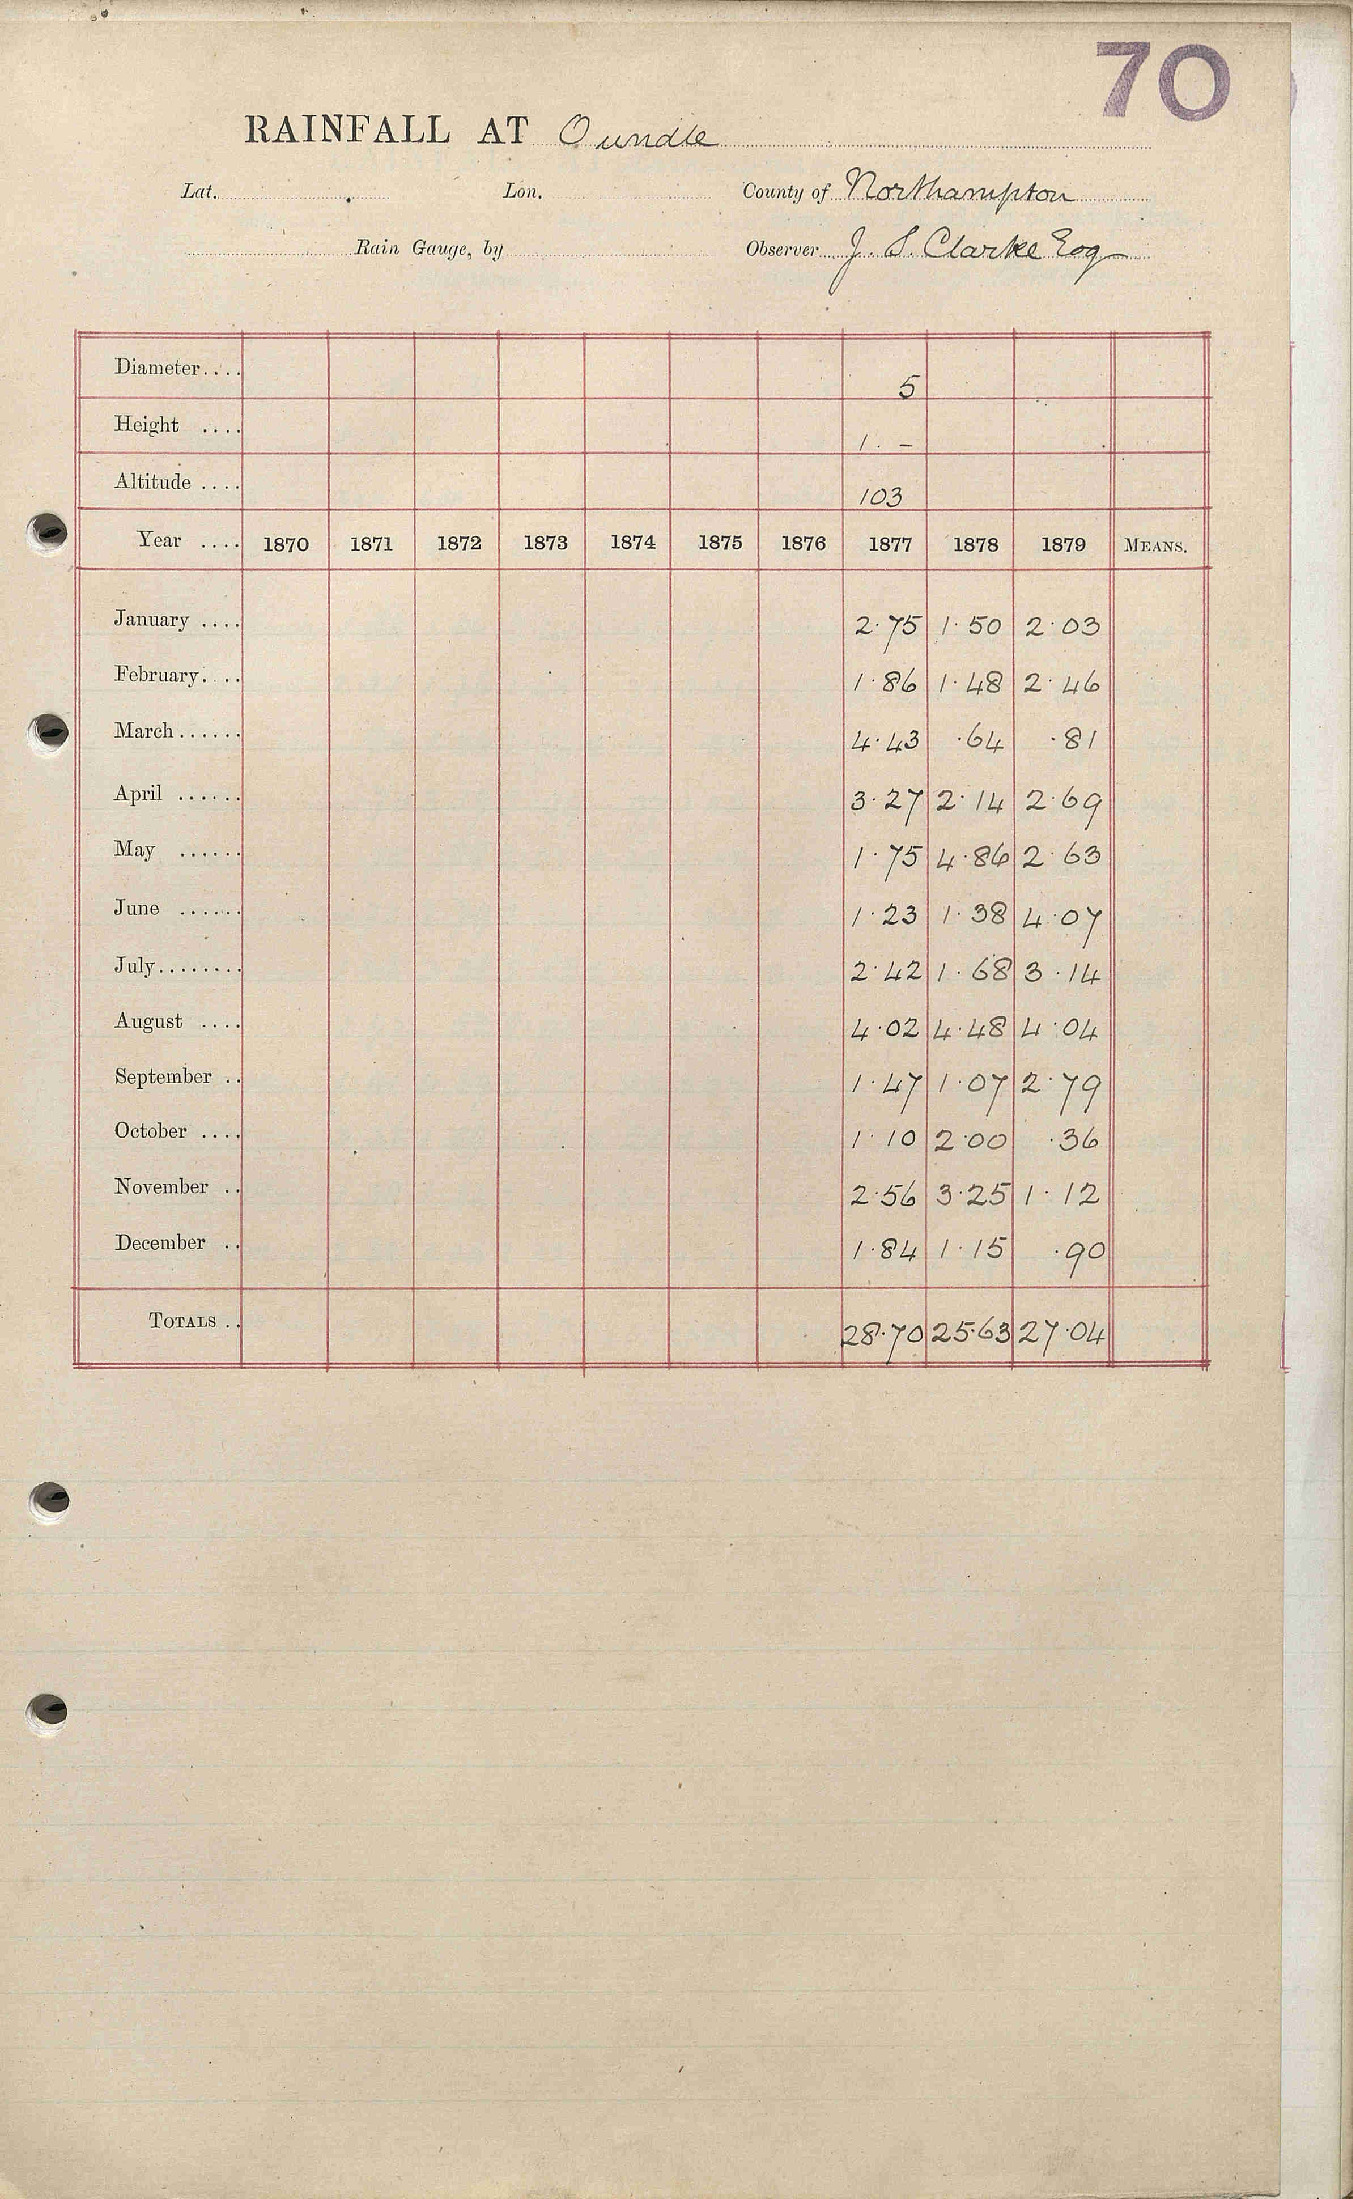 70
RAINFALL AT Oundle
Lat. Lon. County of Northampton
Rain Gauge, by Observer J. S. Clarke Esq
Diameter.... 5
Height .... 1. -
Altitude .... 103
Year .... 1870 1871 1872 1873 1874 1875 1876 1877 1878 1879 MEANS.
January .... 2.75 1.50 2.03
February.... 1.86 1.48 2.46
March...... 4.43 .64 .81
April ...... 3.27 2.14 2.69
May ...... 1.75 4.86 2.63
June ...... 1.23 1.38 4.07
July........ 2.42 1.68 3.14
August .... 4.02 4.48 4.04
September .. 1.47 1.07 2.79
October .... 1.10 2.00 .36
November .. 2.56 3.25 1.12
December .. 1.84 1.15 .90
TOTALS .. 28.70 25.63 27.04